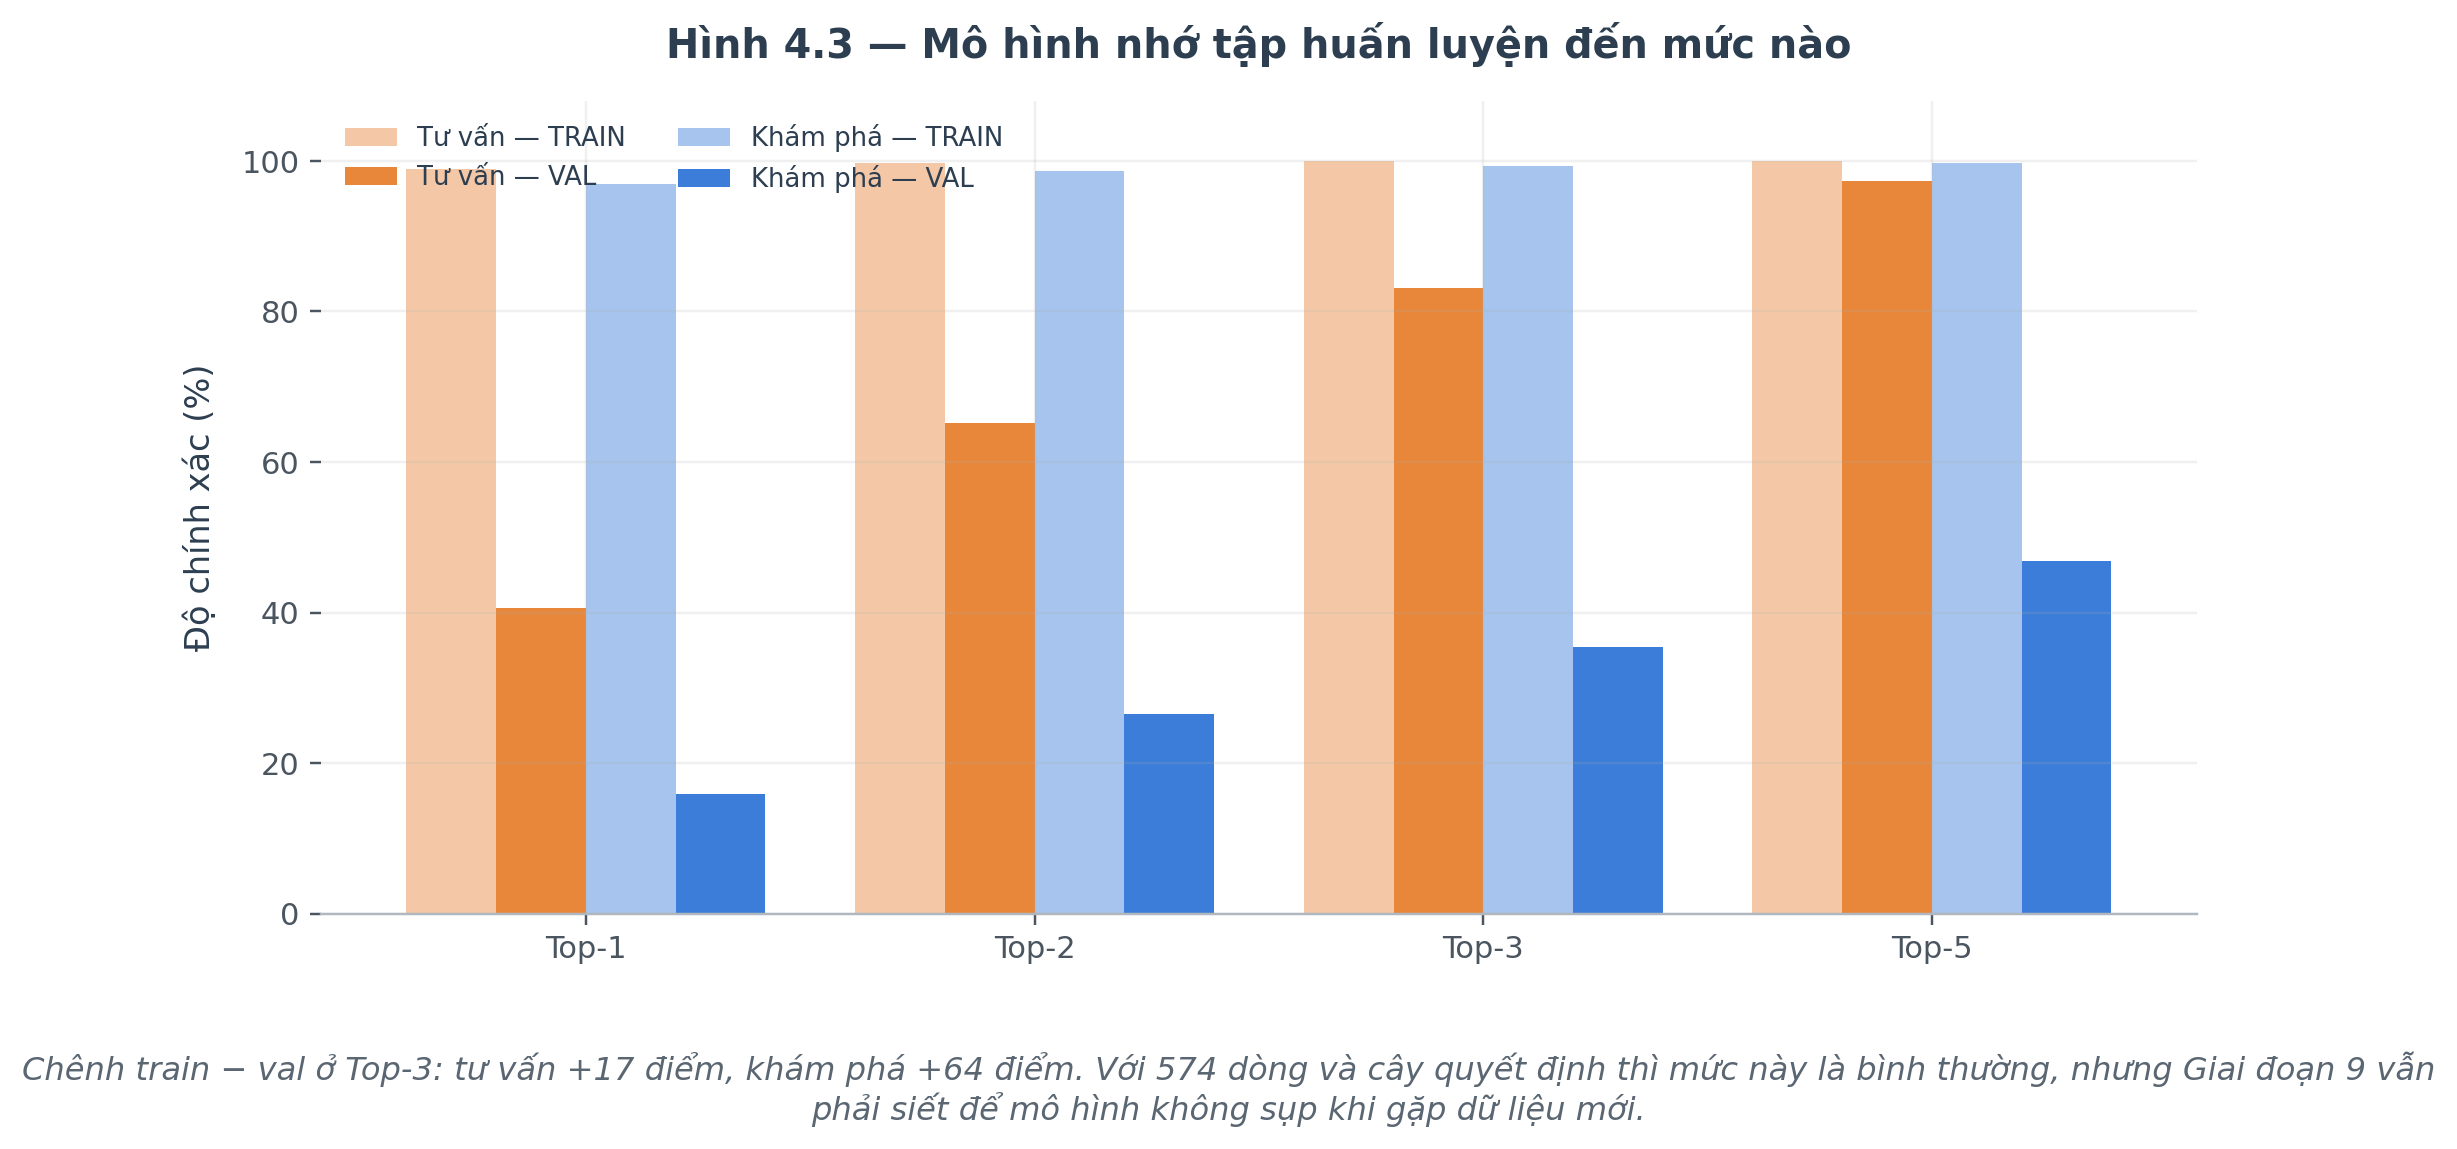 Hình 4.3 — Mô hình nhớ tập huấn luyện đến mức nào
Tư vấn — TRAIN
Tư vấn — VAL
Khám phá — TRAIN
Khám phá — VAL
Độ chính xác (%)
100
80
60
40
20
0
Top-1
Top-2
Top-3
Top-5
Chênh train − val ở Top-3: tư vấn +17 điểm, khám phá +64 điểm. Với 574 dòng và cây quyết định thì mức này là bình thường, nhưng Giai đoạn 9 vẫn
phải siết để mô hình không sụp khi gặp dữ liệu mới.